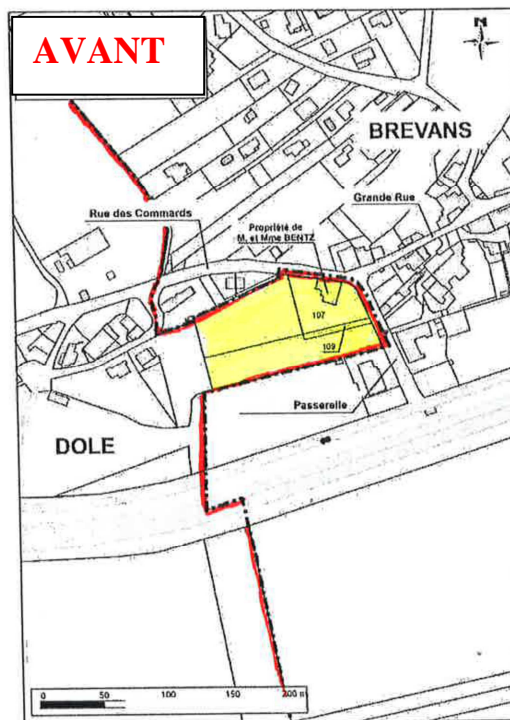 AVANT
N
BREVANS
Grande Rue
Rue des Commards
Propriété de
M. et Mme BENTZ
107
109
Passerelle
DOLE
0 50 100 150 200 m